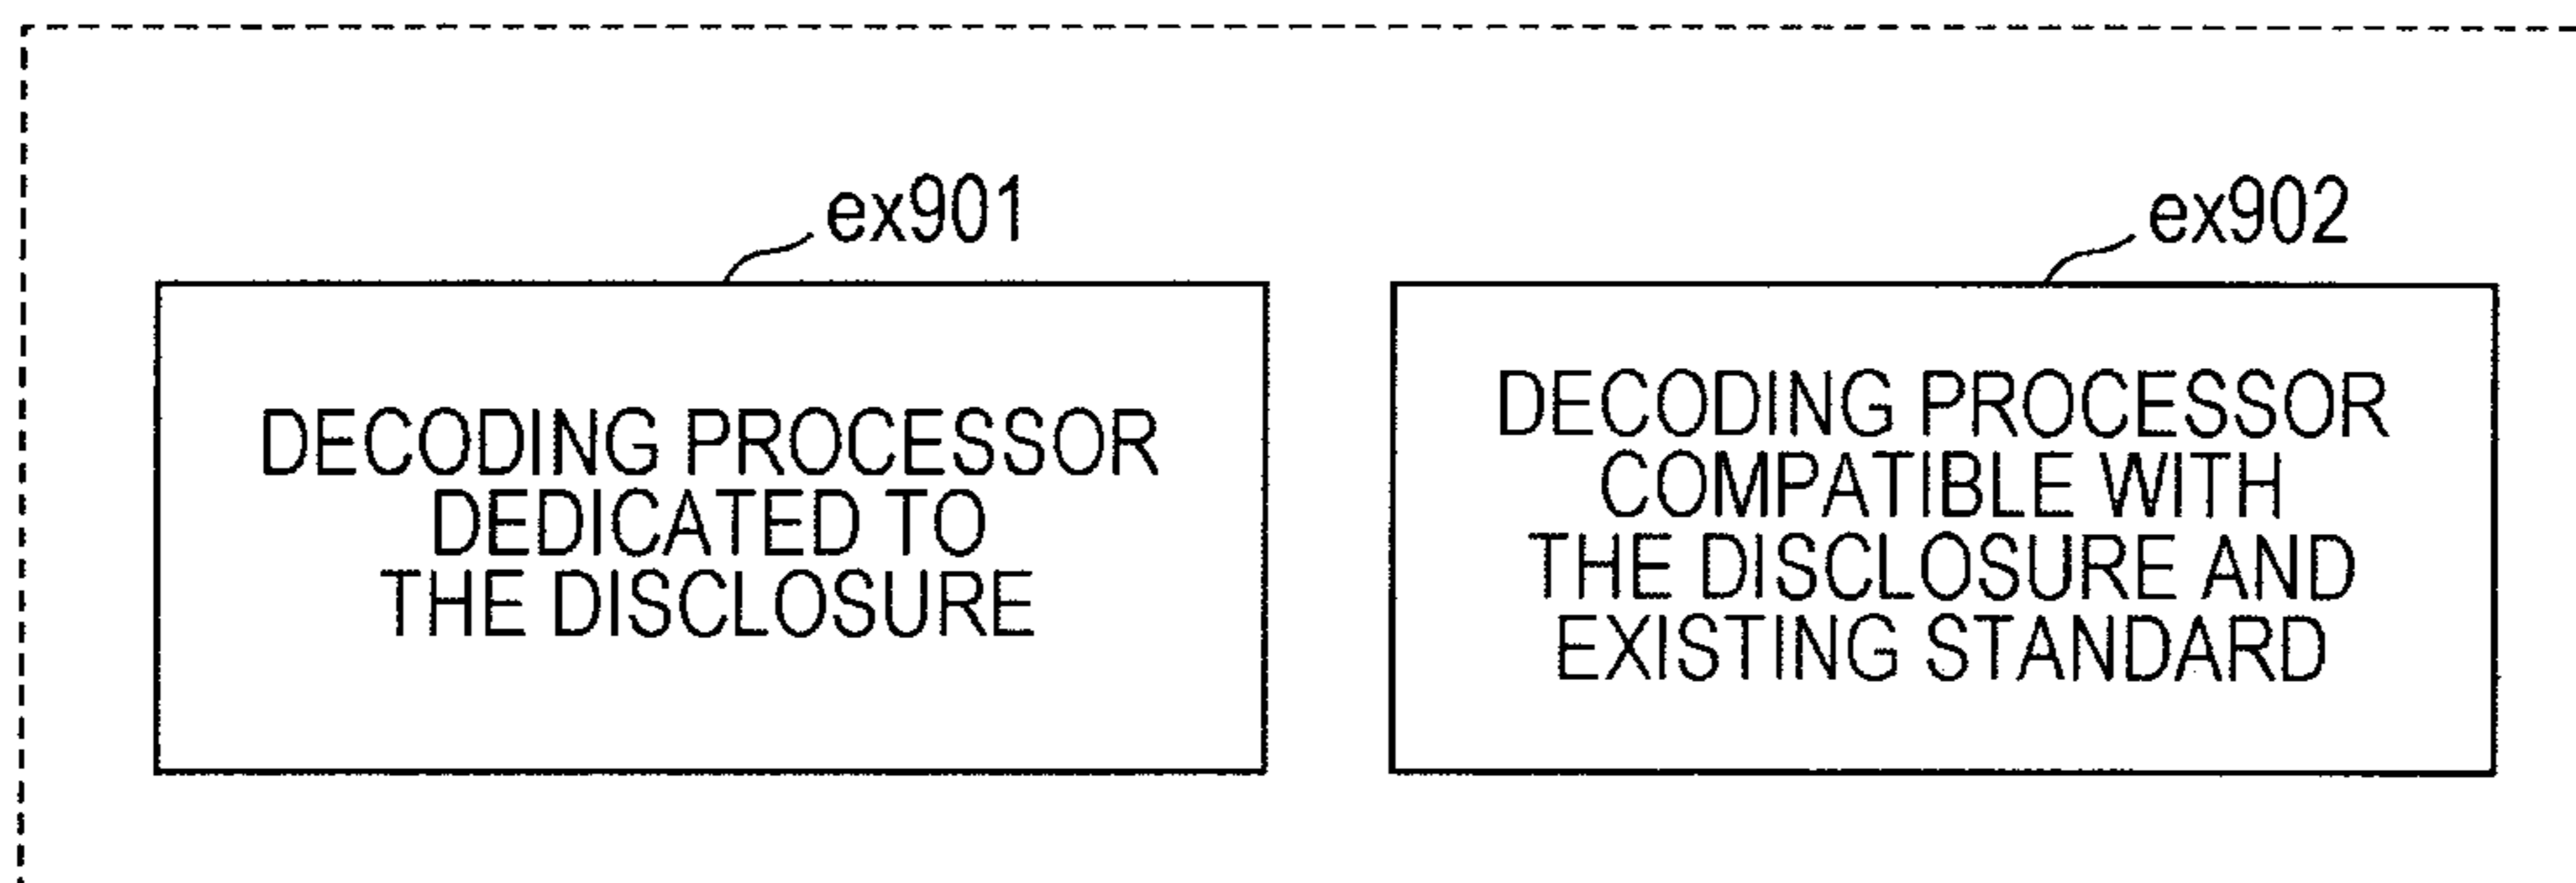 ex901
DECODING PROCESSOR
DEDICATED TO
THE DISCLOSURE
ex902
DECODING PROCESSOR
COMPATIBLE WITH
THE DISCLOSURE AND
EXISTING STANDARD